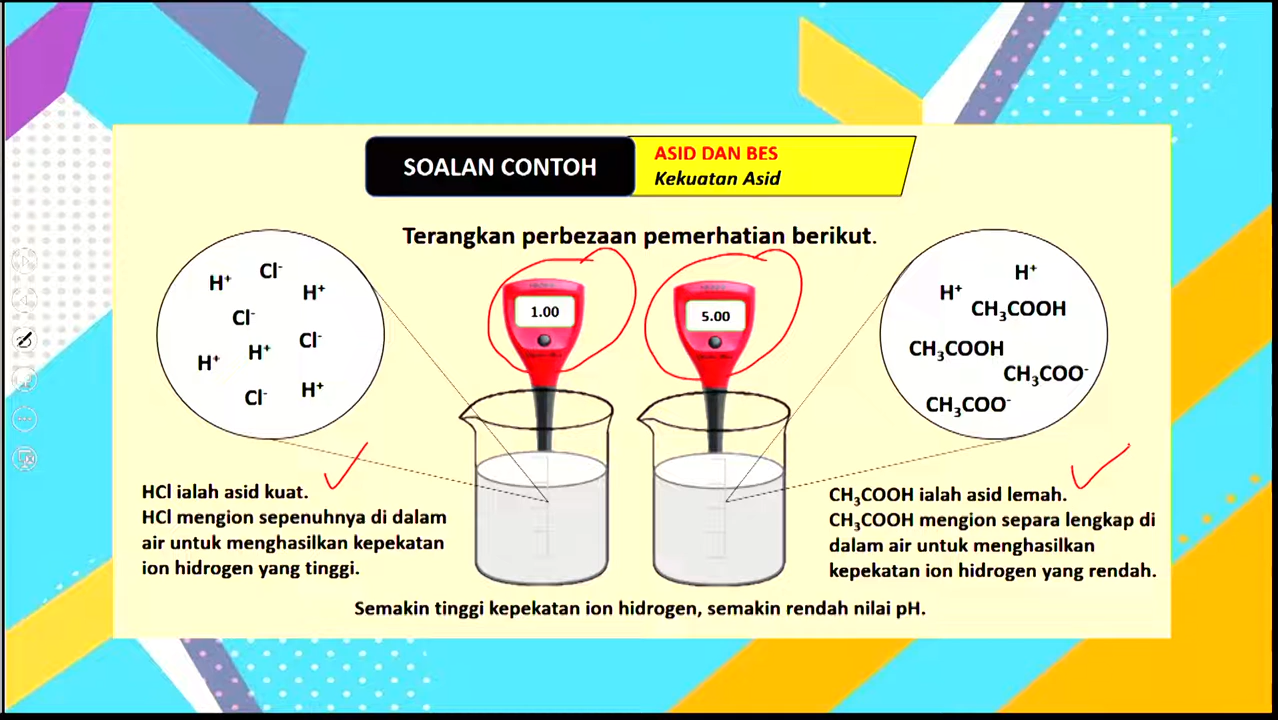 SOALAN CONTOH
ASID DAN BES
Kekuatan Asid
Terangkan perbezaan pemerhatian berikut.
Cl⁻
H⁺
H⁺
Cl⁻
Cl⁻
H⁺
H⁺
H⁺
Cl⁻
1.00
5.00
H⁺
H⁺
CH₃COOH
CH₃COOH
CH₃COO⁻
CH₃COO⁻
HCl ialah asid kuat.
HCl mengion sepenuhnya di dalam
air untuk menghasilkan kepekatan
ion hidrogen yang tinggi.
CH₃COOH ialah asid lemah.
CH₃COOH mengion separa lengkap di
dalam air untuk menghasilkan
kepekatan ion hidrogen yang rendah.
Semakin tinggi kepekatan ion hidrogen, semakin rendah nilai pH.